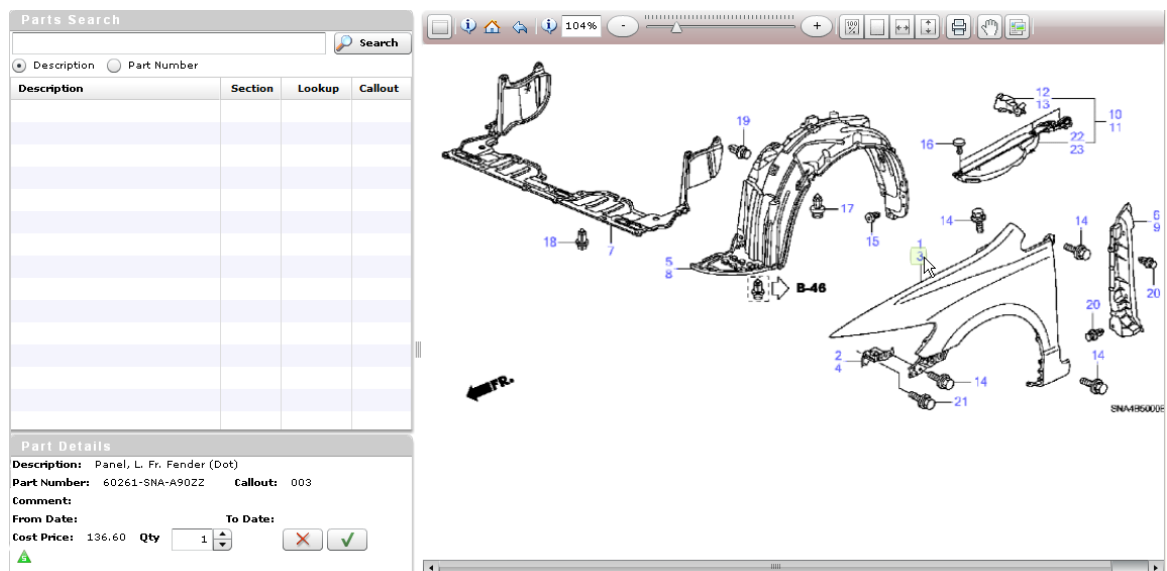 Parts Search
Search
Description Part Number
Description Section Lookup Callout
Part Details
Description: Panel, L. Fr. Fender (Dot)
Part Number: 60261-SNA-A90ZZ Callout: 003
Comment:
From Date: To Date:
Cost Price: 136.60 Qty 1
104%
- +
100
%
12
13
10
11
19
16
22
23
17
15
14
14
6
9
18
7
1
3
5
8
B-46
20
20
2
4
14
14
21
FR.